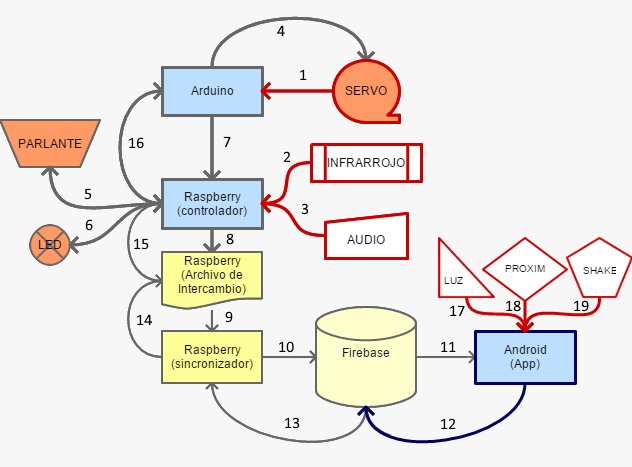 4
1
Arduino
SERVO
16
7
PARLANTE
2
INFRARROJO
5
Raspberry
(controlador)
3
6
LED
15
8
AUDIO
Raspberry
(Archivo de
Intercambio)
LUZ
PROXIM
SHAKE
14
9
17
18
19
Raspberry
(sincronizador)
10
Firebase
11
Android
(App)
13
12